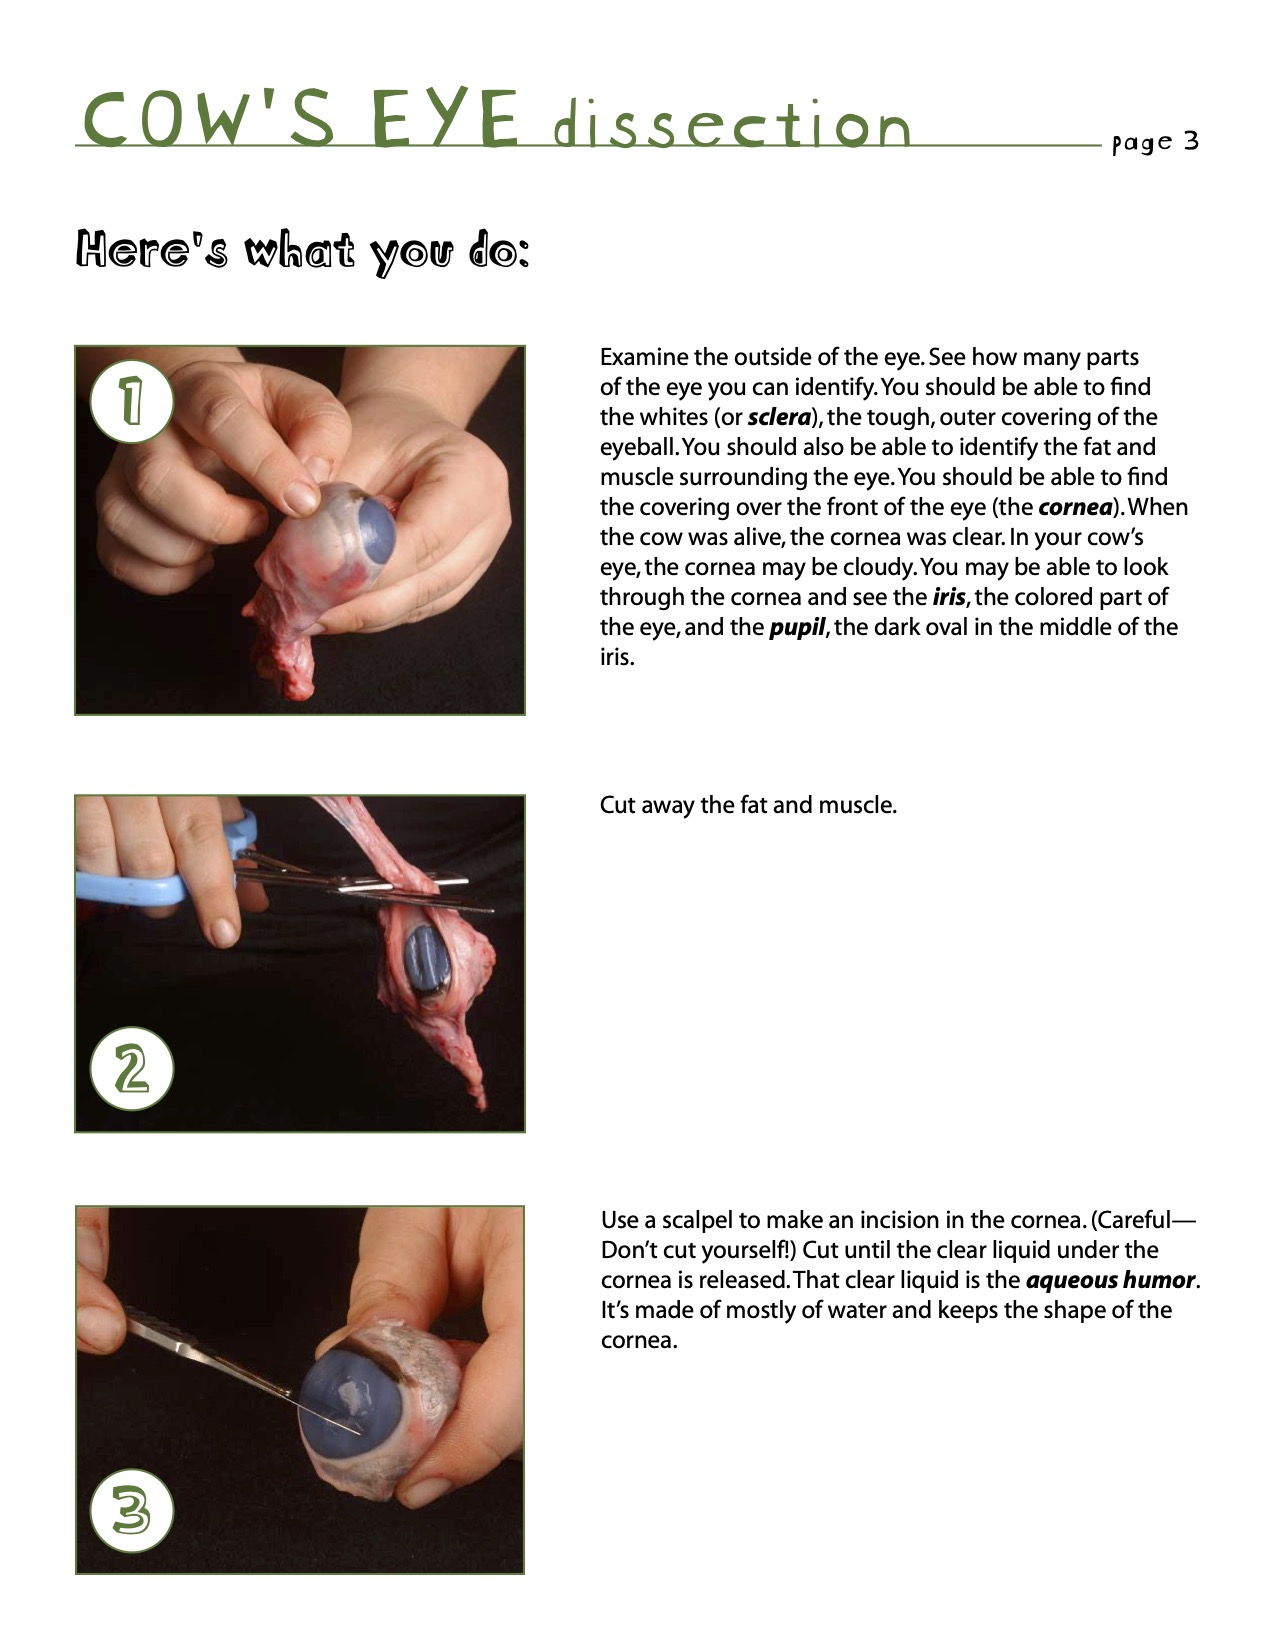 COW'S EYE dissection
page 3
Here's what you do:
1
Examine the outside of the eye. See how many parts
of the eye you can identify. You should be able to find
the whites (or sclera), the tough, outer covering of the
eyeball. You should also be able to identify the fat and
muscle surrounding the eye. You should be able to find
the covering over the front of the eye (the cornea). When
the cow was alive, the cornea was clear. In your cow's
eye, the cornea may be cloudy. You may be able to look
through the cornea and see the iris, the colored part of
the eye, and the pupil, the dark oval in the middle of the
iris.
2
Cut away the fat and muscle.
3
Use a scalpel to make an incision in the cornea. (Careful—
Don't cut yourself!) Cut until the clear liquid under the
cornea is released. That clear liquid is the aqueous humor.
It's made of mostly of water and keeps the shape of the
cornea.